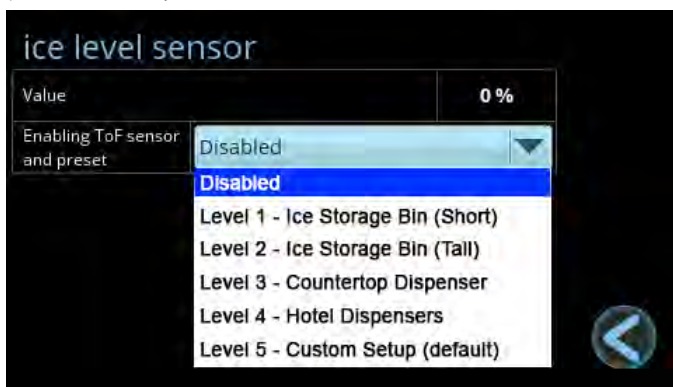 ice level sensor
Value 0 %
Enabling ToF sensor
and preset
Disabled
Disabled
Level 1 - Ice Storage Bin (Short)
Level 2 - Ice Storage Bin (Tall)
Level 3 - Countertop Dispenser
Level 4 - Hotel Dispensers
Level 5 - Custom Setup (default)